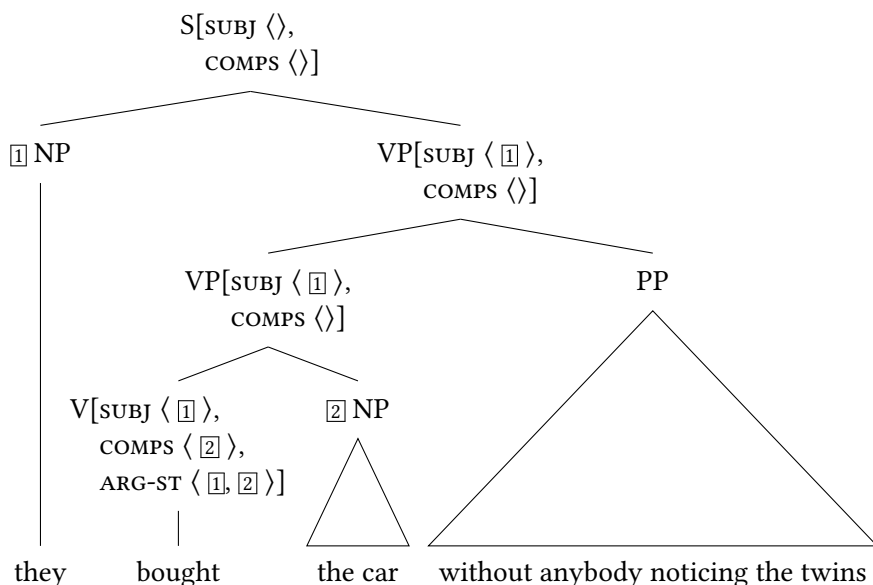 S[SUBJ ⟨⟩,
COMPS ⟨⟩]
1 NP
VP[SUBJ ⟨ 1 ⟩,
COMPS ⟨⟩]
VP[SUBJ ⟨ 1 ⟩,
COMPS ⟨⟩]
PP
V[SUBJ ⟨ 1 ⟩,
COMPS ⟨ 2 ⟩,
ARG-ST ⟨ 1, 2 ⟩]
2 NP
they bought the car without anybody noticing the twins